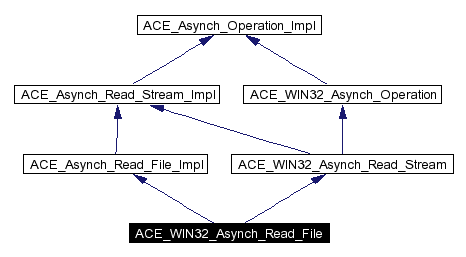 ACE_Asynch_Operation_Impl
ACE_Asynch_Read_Stream_Impl
ACE_WIN32_Asynch_Operation
ACE_Asynch_Read_File_Impl
ACE_WIN32_Asynch_Read_Stream
ACE_WIN32_Asynch_Read_File